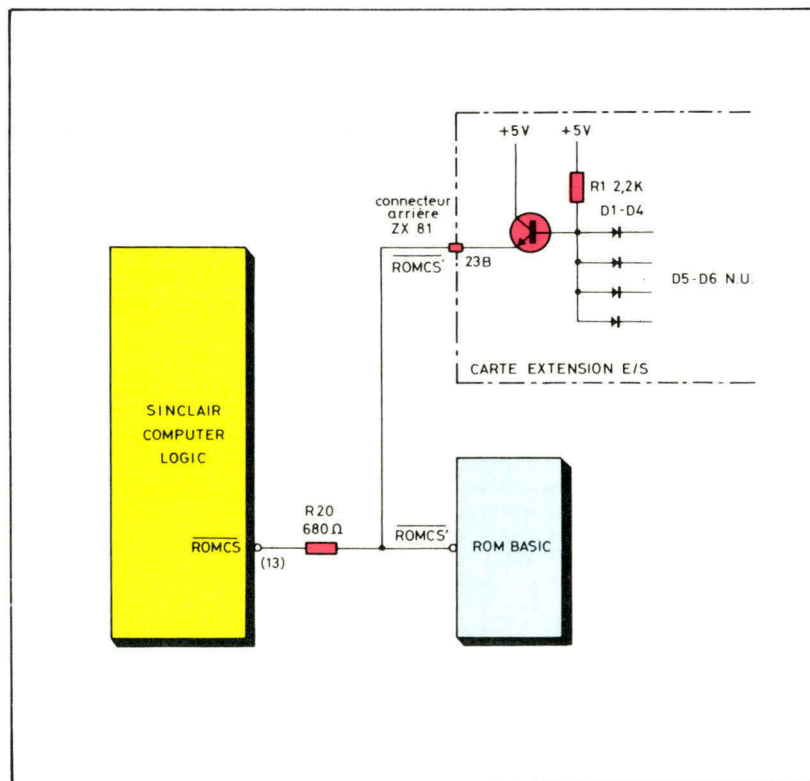 +5V +5V
R1 2,2K
D1-D4
connecteur
arrière
ZX 81
ROMCS' 23B
D5-D6 N.U.
CARTE EXTENSION E/S
SINCLAIR
COMPUTER
LOGIC
R20
680Ω
ROMCS (13)
ROMCS'
ROM BASIC